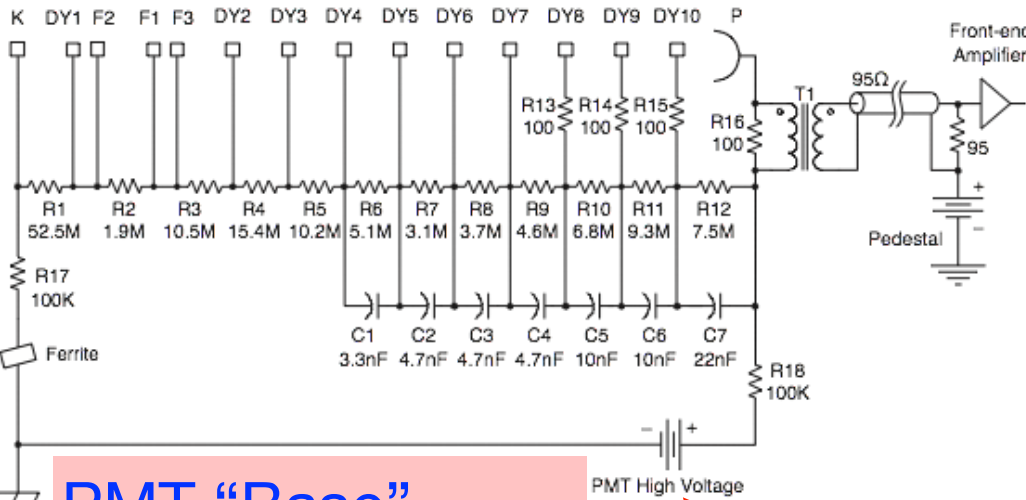 K DY1 F2 F1 F3 DY2 DY3 DY4 DY5 DY6 DY7 DY8 DY9 DY10 P
Front-end
Amplifier
95Ω
T1
R13 R14 R15
100 100 100
R16
100
95
R1 R2 R3 R4 R5 R6 R7 R8 R9 R10 R11 R12
52.5M 1.9M 10.5M 15.4M 10.2M 5.1M 3.1M 3.7M 4.6M 6.8M 9.3M 7.5M
+
−
Pedestal
R17
100K
C1 C2 C3 C4 C5 C6 C7
3.3nF 4.7nF 4.7nF 4.7nF 10nF 10nF 22nF
Ferrite
R18
100K
− +
PMT High Voltage
PMT “Base”